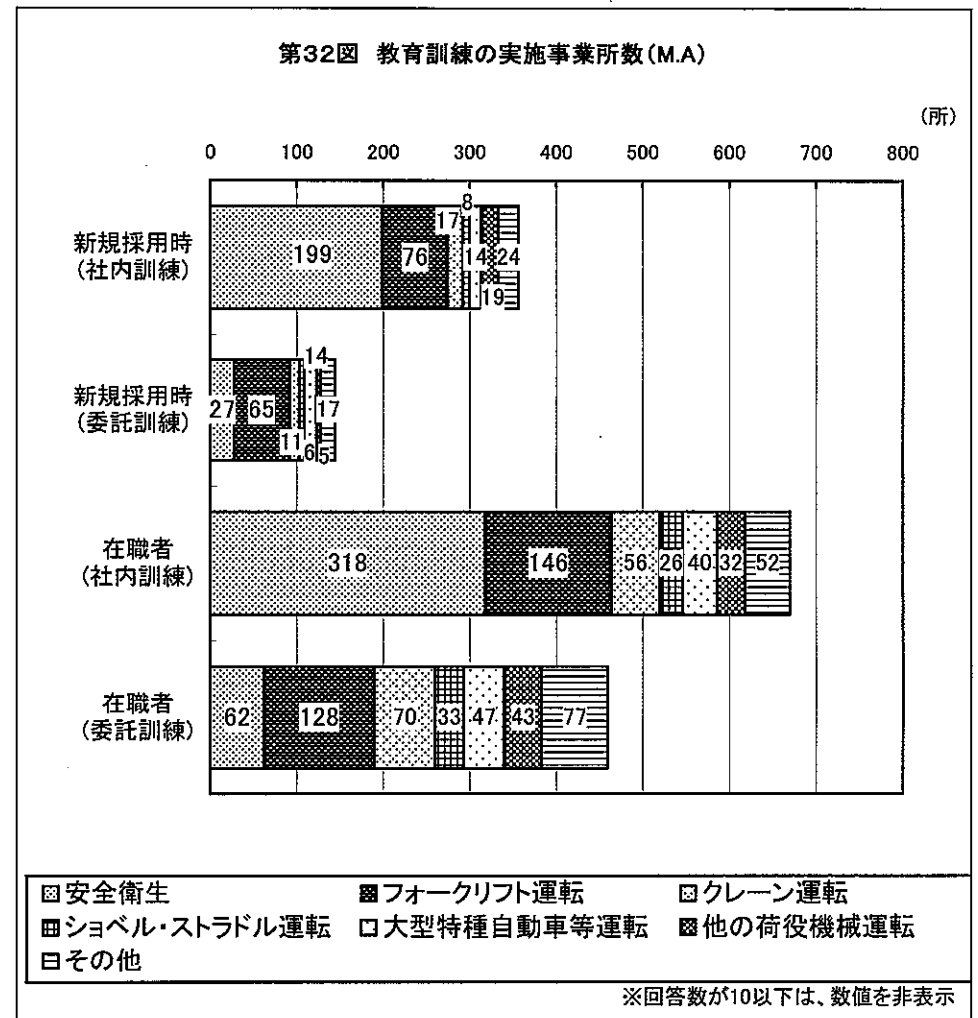 第32図 教育訓練の実施事業所数(M.A)
(所)
0 100 200 300 400 500 600 700 800
新規採用時
(社内訓練)
199 76 17 8 14 19 24
新規採用時
(委託訓練)
27 65 11 6 14 5 17
在職者
(社内訓練)
318 146 56 26 40 32 52
在職者
(委託訓練)
62 128 70 33 47 43 77
安全衛生 フォークリフト運転 クレーン運転
ショベル・ストラドル運転 大型特種自動車等運転 他の荷役機械運転
その他
※回答数が10以下は、数値を非表示